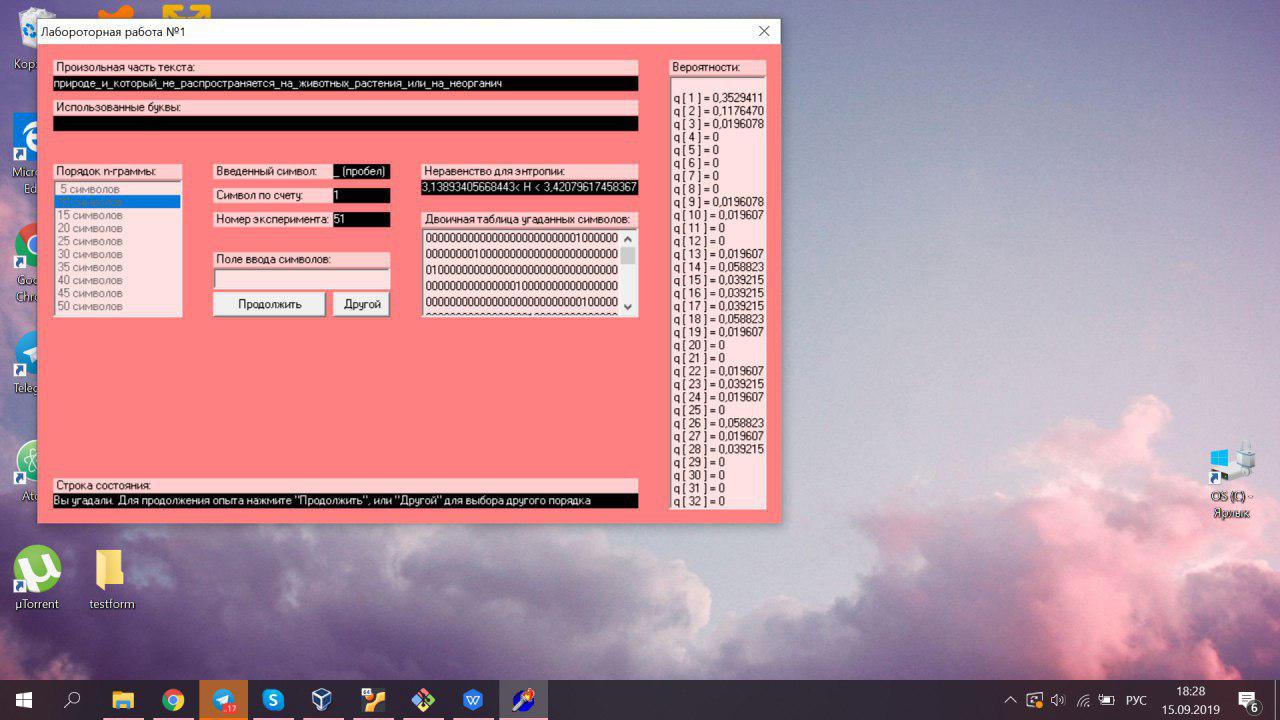 Лабороторная работа №1
Произольная часть текста:
природе_и_который_не_распространяется_на_животных_растения_или_на_неорганич
Использованные буквы:
Порядок n-граммы:
5 символов
15 символов
20 символов
25 символов
30 символов
35 символов
40 символов
45 символов
50 символов
Введенный символ: _ (пробел)
Символ по счету: 1
Номер эксперимента: 51
Поле ввода символов:
Продолжить
Другой
Неравенство для энтропии:
3,13893405668443< H < 3,42079617458367
Двоичная таблица угаданных символов:
Строка состояния:
Вы угадали. Для продолжения опыта нажмите "Продолжить", или "Другой" для выбора другого порядка
Вероятности:
q [ 1 ] = 0,3529411
q [ 2 ] = 0,1176470
q [ 3 ] = 0,0196078
q [ 4 ] = 0
q [ 5 ] = 0
q [ 6 ] = 0
q [ 7 ] = 0
q [ 8 ] = 0
q [ 9 ] = 0,0196078
q [ 10 ] = 0,019607
q [ 11 ] = 0
q [ 12 ] = 0
q [ 13 ] = 0,019607
q [ 14 ] = 0,058823
q [ 15 ] = 0,039215
q [ 16 ] = 0,039215
q [ 17 ] = 0,039215
q [ 18 ] = 0,058823
q [ 19 ] = 0,019607
q [ 20 ] = 0
q [ 21 ] = 0
q [ 22 ] = 0,019607
q [ 23 ] = 0,039215
q [ 24 ] = 0,019607
q [ 25 ] = 0
q [ 26 ] = 0,058823
q [ 27 ] = 0,019607
q [ 28 ] = 0,039215
q [ 29 ] = 0
q [ 30 ] = 0
q [ 31 ] = 0
q [ 32 ] = 0
µTorrent
testform
OS (C) -
Ярлык
..17
64
РУС
18:28
15.09.2019
6